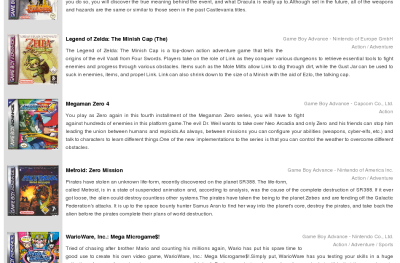 do so, you will discover the true meaning behind the event, and what Dracula really is up to. Although set in the future, all of the weapons
and hazards are the same or similar to those seen in the past Castlevania titles.
Legend of Zelda: The Minish Cap (The)
Game Boy Advance - Nintendo of Europe GmbH
Action / Adventure
The Legend of Zelda: The Minish Cap is a top-down action adventure game that tells the
origins of the evil Vaati from Four Swords. Players take on the role of Link as they conquer various dungeons to retrieve essential tools to fight
enemies and progress through various obstacles. Items such as the Mole Mitts allow Link to dig through dirt, while the Gust Jar can be used to
suck in enemies, items, and propel Link. Link can also shrink down to the size of a Minish with the aid of Ezlo, the talking cap.
Megaman Zero 4
Game Boy Advance - Capcom Co., Ltd.
Action
You play as Zero again in this fourth installment of the Megaman Zero series, you will have to fight
against hundreds of enemies in this platform game. The evil Dr. Weil wants to take over Neo Arcadia and only Zero and his friends can stop him
leading the union between humans and reploids. As always, between missions you can configure your abilities (weapons, cyber-elfs, etc.) and
talk to characters to learn different things. One of the new implementations to the series is that you can control the weather to overcome different
obstacles.
Metroid: Zero Mission
Game Boy Advance - Nintendo of America Inc.
Action / Adventure
Pirates have stolen an unknown life form, recently discovered on the planet SR388. The life-form,
called Metroid, is in a state of suspended animation and, according to analysis, was the cause of the complete destruction of SR388. If it ever
got loose, the alien could destroy countless other systems. The pirates have taken the being to the planet Zebes and are fending off the Galactic
Federation's attacks. It is up to the space bounty hunter Samus Aran to find her way into the planet's core, destroy the pirates, and take back the
alien before the pirates complete their plans of world destruction.
WarioWare, Inc.: Mega Microgame$!
Game Boy Advance - Nintendo Co., Ltd.
Action / Adventure / Sports
Tired of chasing after brother Mario and counting his millions again, Wario has put his spare time to
good use to create his own video game, WarioWare Inc.: Mega Microgame$. Simply put, WarioWare has you testing your skills in a huge